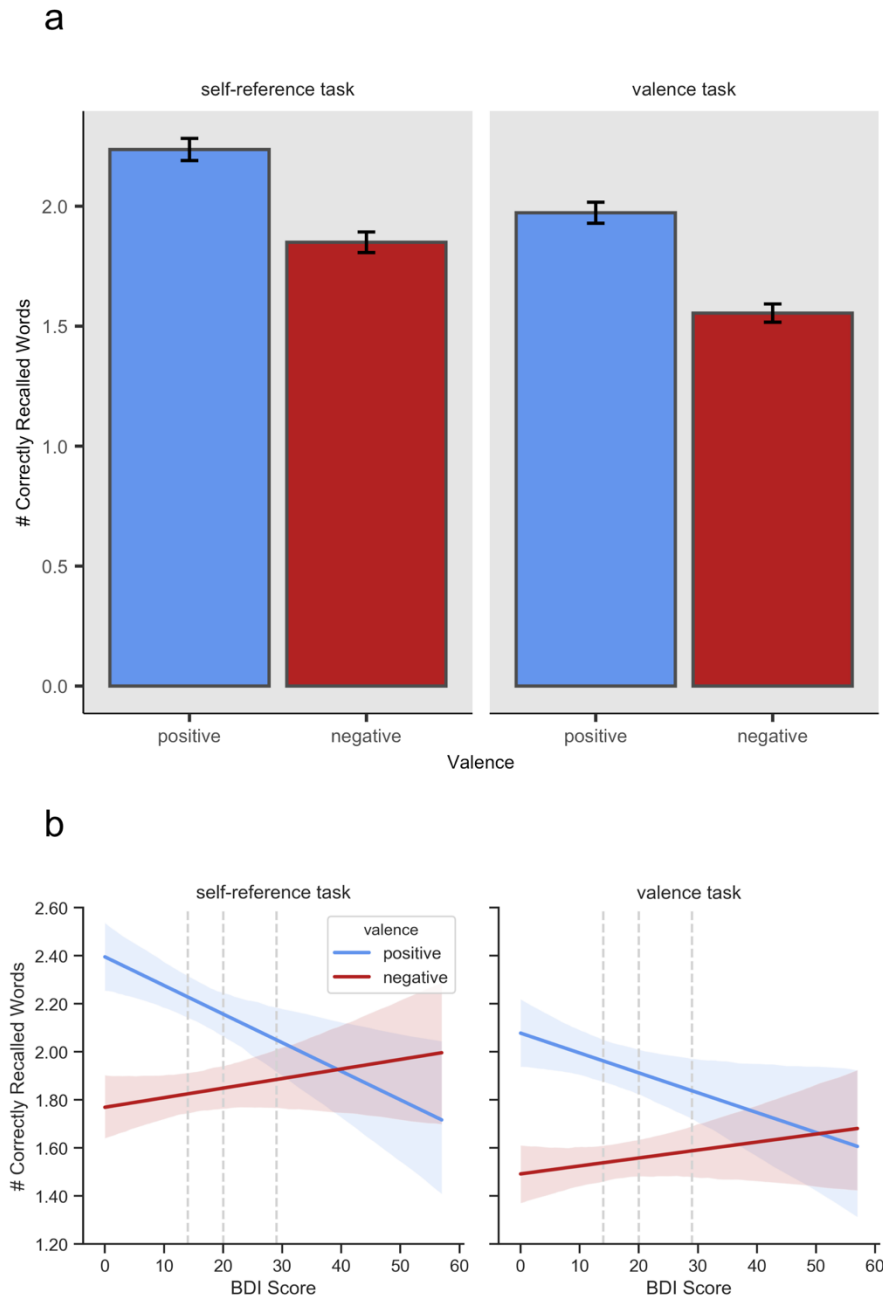 a
self-reference task valence task
# Correctly Recalled Words
2.0
1.5
1.0
0.5
0.0
positive negative positive negative
Valence
b
self-reference task valence task
# Correctly Recalled Words
2.60
2.40
2.20
2.00
1.80
1.60
1.40
1.20
valence
positive
negative
0 10 20 30 40 50 60 0 10 20 30 40 50 60
BDI Score BDI Score